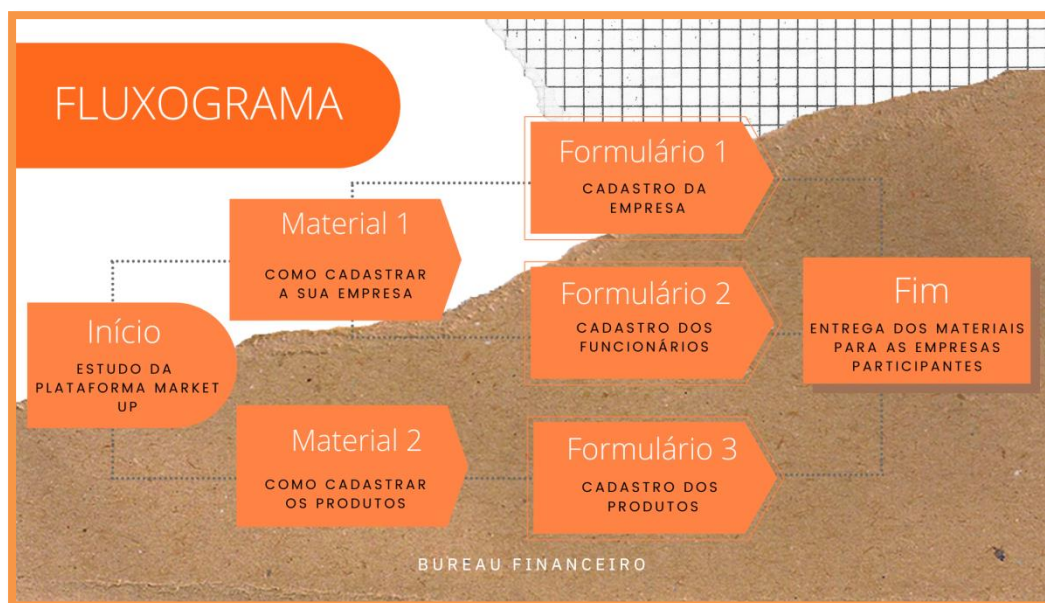 FLUXOGRAMA
Início
ESTUDO DA
PLATAFORMA MARKET
UP
Material 1
COMO CADASTRAR
A SUA EMPRESA
Material 2
COMO CADASTRAR
OS PRODUTOS
Formulário 1
CADASTRO DA
EMPRESA
Formulário 2
CADASTRO DOS
FUNCIONÁRIOS
Formulário 3
CADASTRO DOS
PRODUTOS
Fim
ENTREGA DOS MATERIAIS
PARA AS EMPRESAS
PARTICIPANTES
BUREAU FINANCEIRO